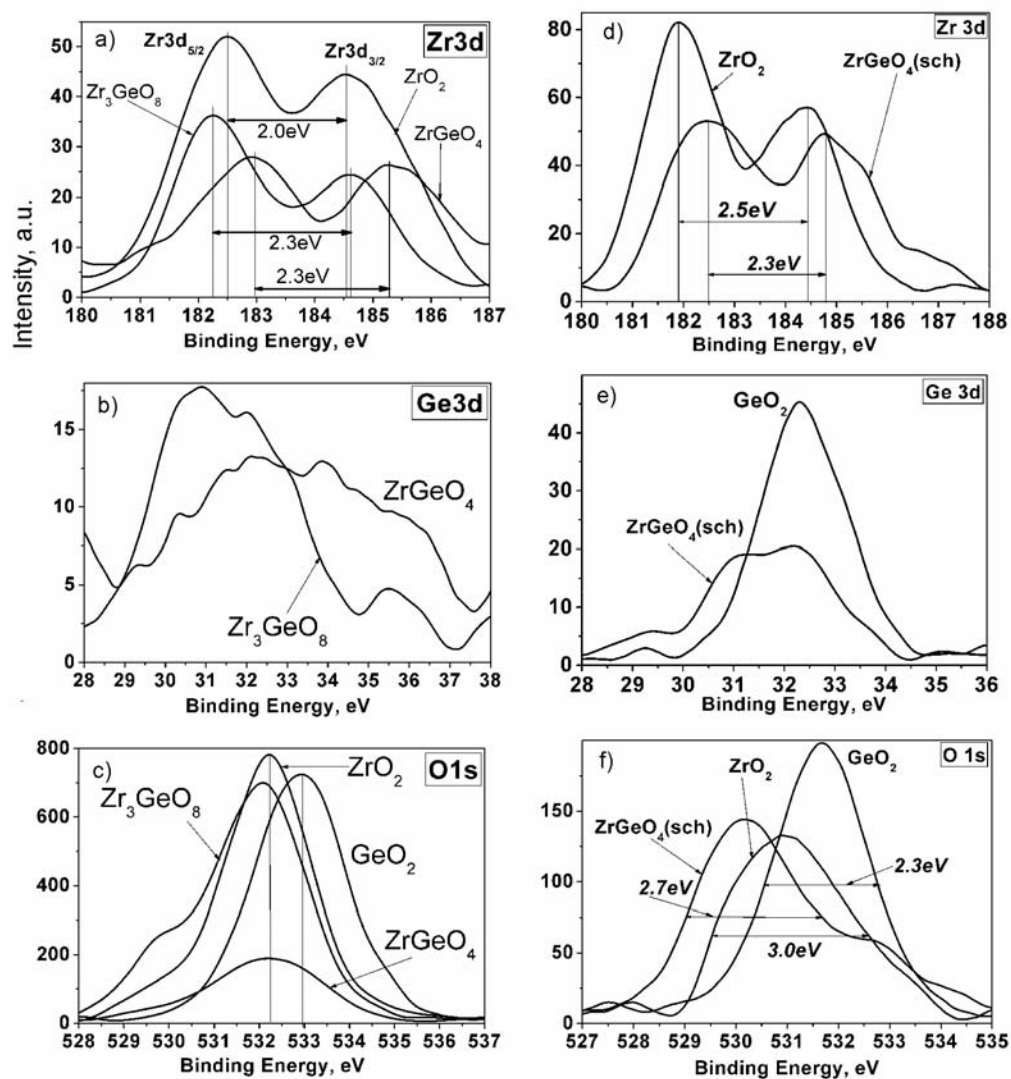 Intensity, a.u.
a)
Zr3d
Zr3d5/2
Zr3d3/2
Zr3GeO8
ZrO2
ZrGeO4
2.0eV
2.3eV
2.3eV
50
40
30
20
10
0
180 181 182 183 184 185 186 187
Binding Energy, eV
d)
Zr 3d
ZrO2
ZrGeO4(sch)
2.5eV
2.3eV
80
60
40
20
0
180 181 182 183 184 185 186 187 188
Binding Energy, eV
b)
Ge3d
ZrGeO4
Zr3GeO8
15
10
5
0
28 29 30 31 32 33 34 35 36 37 38
Binding Energy, eV
e)
Ge 3d
GeO2
ZrGeO4(sch)
40
30
20
10
0
28 29 30 31 32 33 34 35 36
Binding Energy, eV
c)
O1s
ZrO2
Zr3GeO8
GeO2
ZrGeO4
800
600
400
200
0
528 529 530 531 532 533 534 535 536 537
Binding Energy, eV
f)
O 1s
GeO2
ZrO2
ZrGeO4(sch)
2.3eV
2.7eV
3.0eV
150
100
50
0
527 528 529 530 531 532 533 534 535
Binding Energy, eV